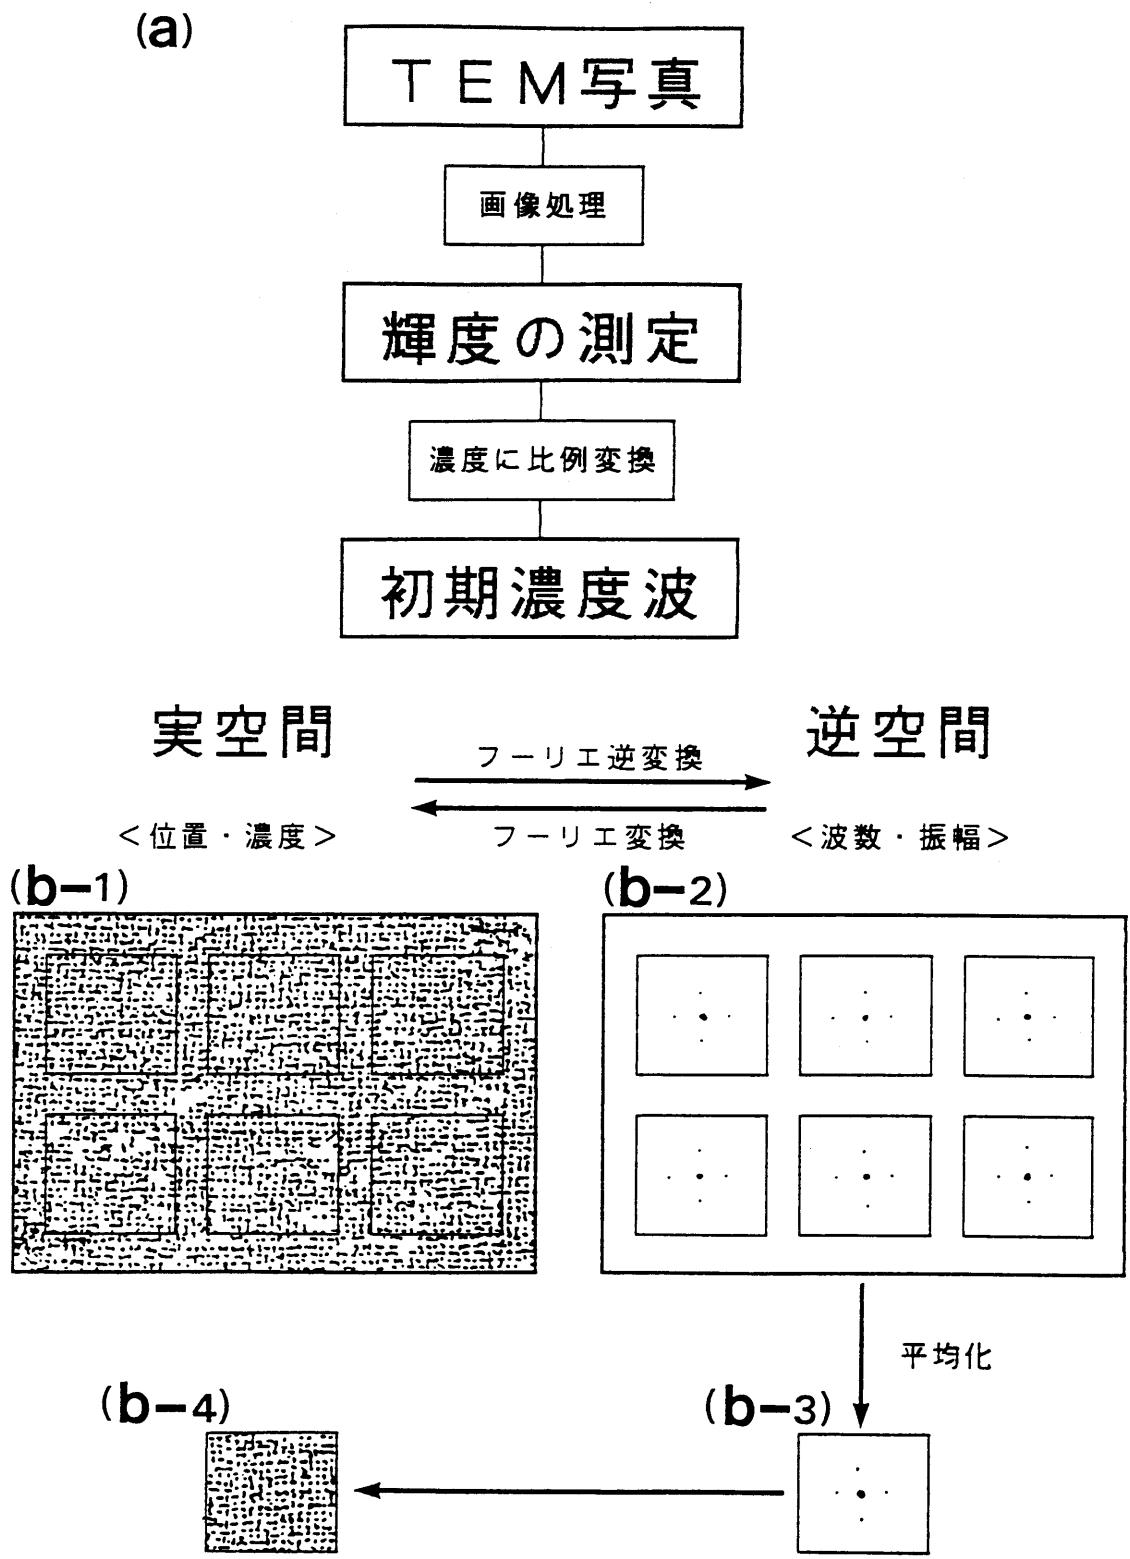 (a)
TEM写真
画像処理
輝度の測定
濃度に比例変換
初期濃度波
実空間
逆空間
フーリエ逆変換
フーリエ変換
<位置・濃度>
<波数・振幅>
(b-1)
(b-2)
平均化
(b-4)
(b-3)